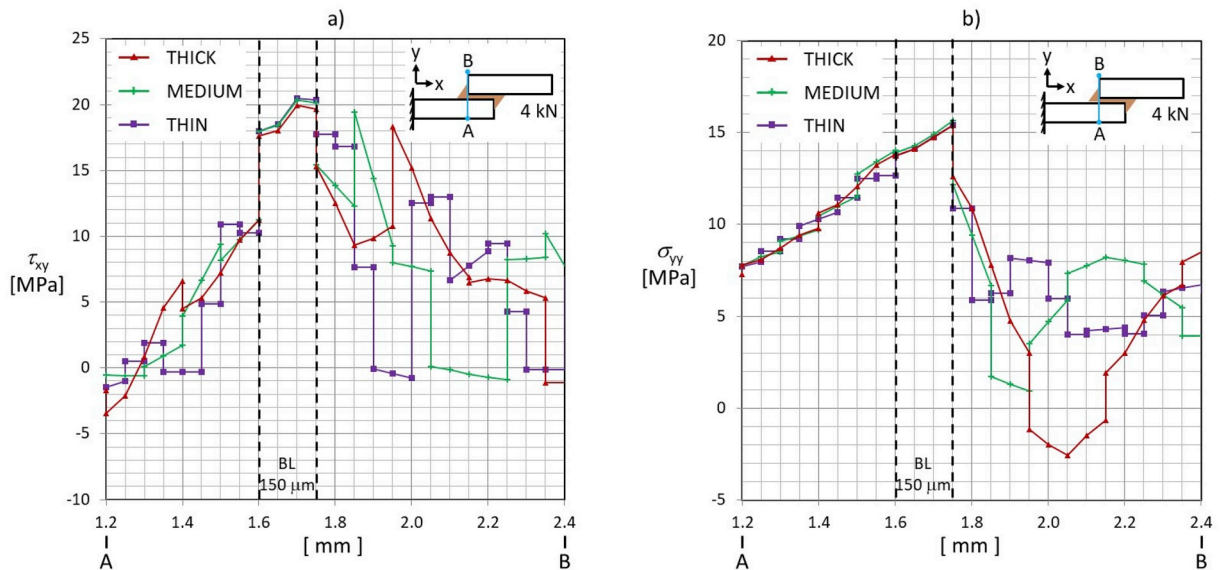 a)
25
20
15
10
5
0
-5
-10
τxy
[MPa]
THICK
MEDIUM
THIN
y
x
B
A
4 kN
BL
150 μm
1.2
1.4
1.6
1.8
2.0
2.2
2.4
[ mm ]
A
B
b)
20
15
10
5
0
-5
σyy
[MPa]
THICK
MEDIUM
THIN
y
x
B
A
4 kN
BL
150 μm
1.2
1.4
1.6
1.8
2.0
2.2
2.4
[ mm ]
A
B